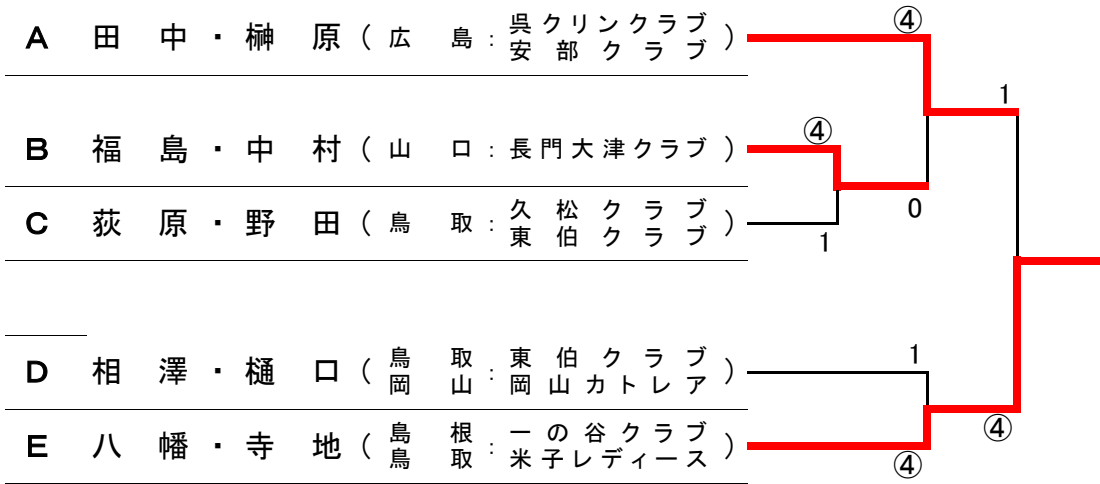 A 田中・榊原（広島：呉クリンクラブ
安部クラブ）
④
1
B 福島・中村（山口：長門大津クラブ）
④
0
C 荻原・野田（鳥取：久松クラブ
東伯クラブ）
1
D 相澤・樋口（鳥取：東伯クラブ
岡山 岡山カトレア）
1
④
E 八幡・寺地（島根：一の谷クラブ
鳥取 米子レディース）
④